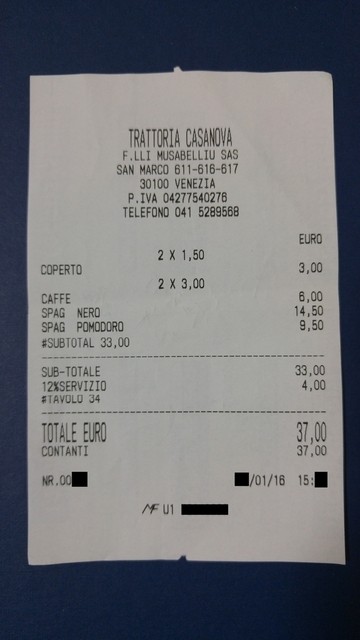 TRATTORIA CASANOVA
F.LLI MUSABELLIU SAS
SAN MARCO 611-616-617
30100 VENEZIA
P.IVA 04277540276
TELEFONO 041 5289568
EURO
2 X 1,50
COPERTO 3,00
2 X 3,00
CAFFE 6,00
SPAG NERO 14,50
SPAG POMODORO 9,50
#SUBTOTAL 33,00
SUB-TOTALE 33,00
12%SERVIZIO 4,00
#TAVOLO 34
TOTALE EURO 37,00
CONTANTI 37,00
NR.00 /01/16 15:
MF U1